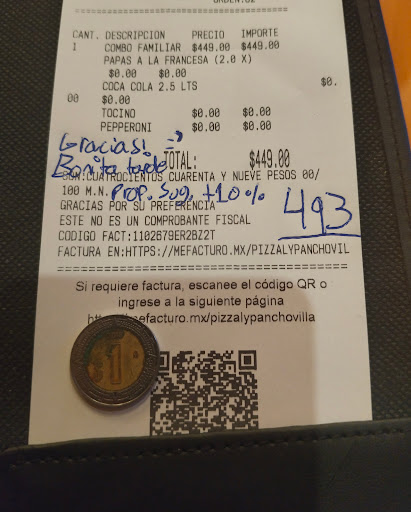 ORDEN:02
CANT. DESCRIPCION PRECIO IMPORTE
1 COMBO FAMILIAR $449.00 $449.00
PAPAS A LA FRANCESA (2.0 X)
$0.00 $0.00
COCA COLA 2.5 LTS $0.
00 $0.00
TOCINO $0.00 $0.00
PEPPERONI $0.00 $0.00
Gracias! =)
Bonita tarde
TOTAL: $449.00
SON:CUATROCIENTOS CUARENTA Y NUEVE PESOS 00/
100 M.N.
Prop. Sug. +10%
493
GRACIAS POR SU PREFERENCIA
ESTE NO ES UN COMPROBANTE FISCAL
CODIGO FACT:1102679ER2BZ2T
FACTURA EN:HTTPS://MEFACTURO.MX/PIZZALYPANCHOVIL
Si requiere factura, escanee el código QR o
ingrese a la siguiente página
mefacturo.mx/pizzalypanchovilla
$1